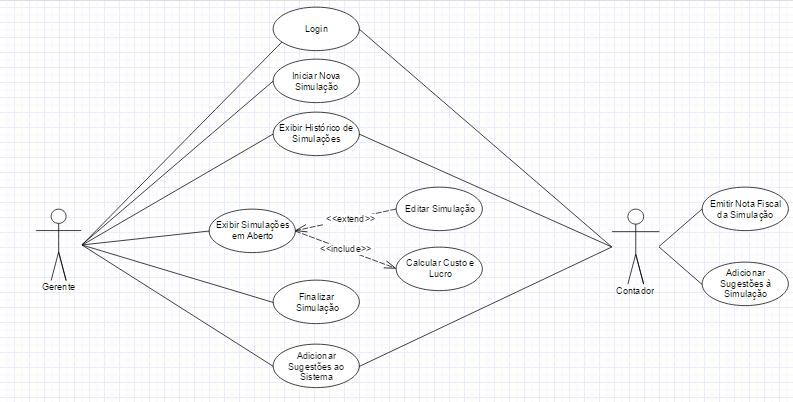 Login
Iniciar Nova
Simulação
Exibir Histórico de
Simulações
Exibir Simulações
em Aberto
<<extend>>
Editar Simulação
<<include>>
Calcular Custo e
Lucro
Finalizar
Simulação
Adicionar
Sugestões ao
Sistema
Gerente
Contador
Emitir Nota Fiscal
da Simulação
Adicionar
Sugestões à
Simulação